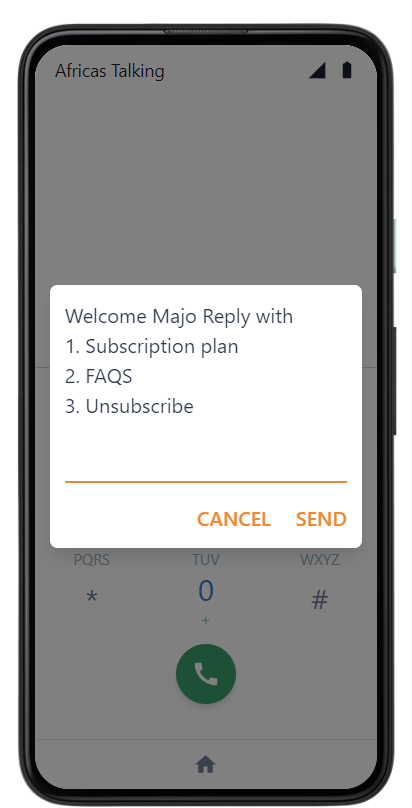 Africas Talking
Welcome Majo Reply with
1. Subscription plan
2. FAQS
3. Unsubscribe
CANCEL SEND
PQRS TUV WXYZ
* 0 #
+